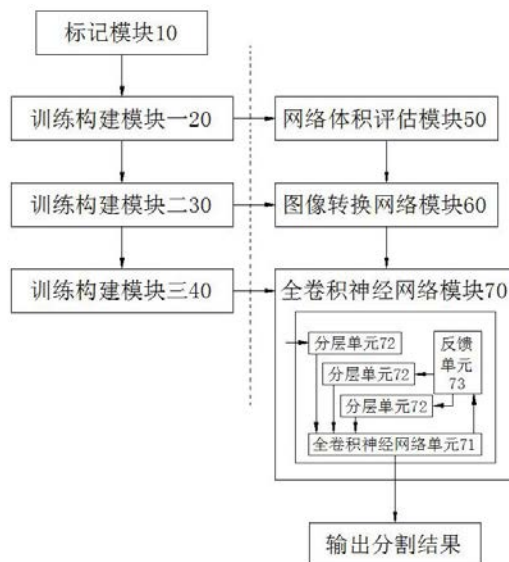 标记模块10
训练构建模块一20
网络体积评估模块50
训练构建模块二30
图像转换网络模块60
训练构建模块三40
全卷积神经网络模块70
分层单元72
反馈
单元
73
分层单元72
分层单元72
全卷积神经网络单元71
输出分割结果